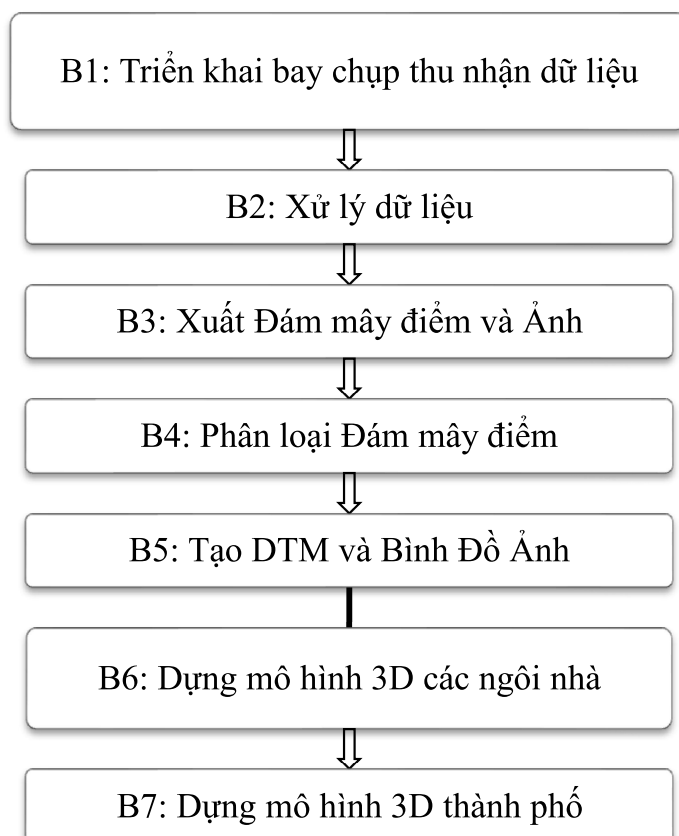 B1: Triển khai bay chụp thu nhận dữ liệu
B2: Xử lý dữ liệu
B3: Xuất Đám mây điểm và Ảnh
B4: Phân loại Đám mây điểm
B5: Tạo DTM và Bình Đồ Ảnh
B6: Dựng mô hình 3D các ngôi nhà
B7: Dựng mô hình 3D thành phố